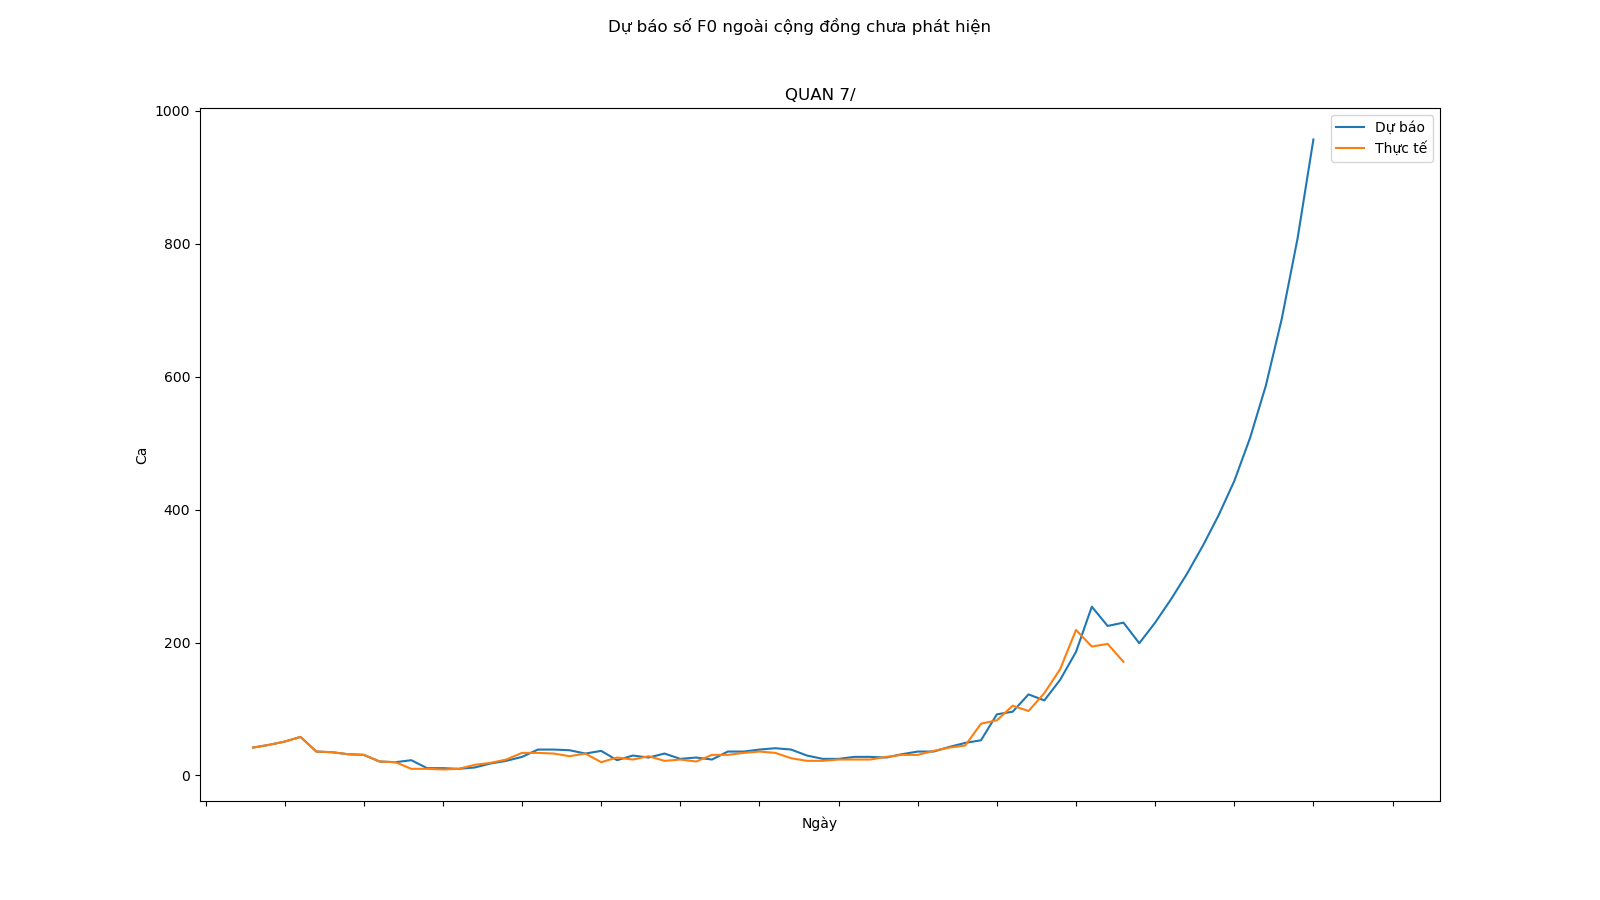 Dự báo số F0 ngoài cộng đồng chưa phát hiện
QUAN 7/
1000
800
600
400
200
0
Ca
Ngày
Dự báo
Thực tế